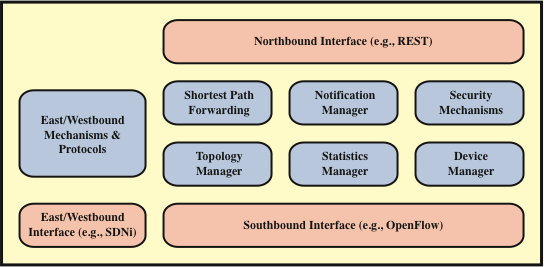 Northbound Interface (e.g., REST)
Shortest Path
Forwarding
Notification
Manager
Security
Mechanisms
East/Westbound
Mechanisms &
Protocols
Topology
Manager
Statistics
Manager
Device
Manager
East/Westbound
Interface (e.g., SDNi)
Southbound Interface (e.g., OpenFlow)